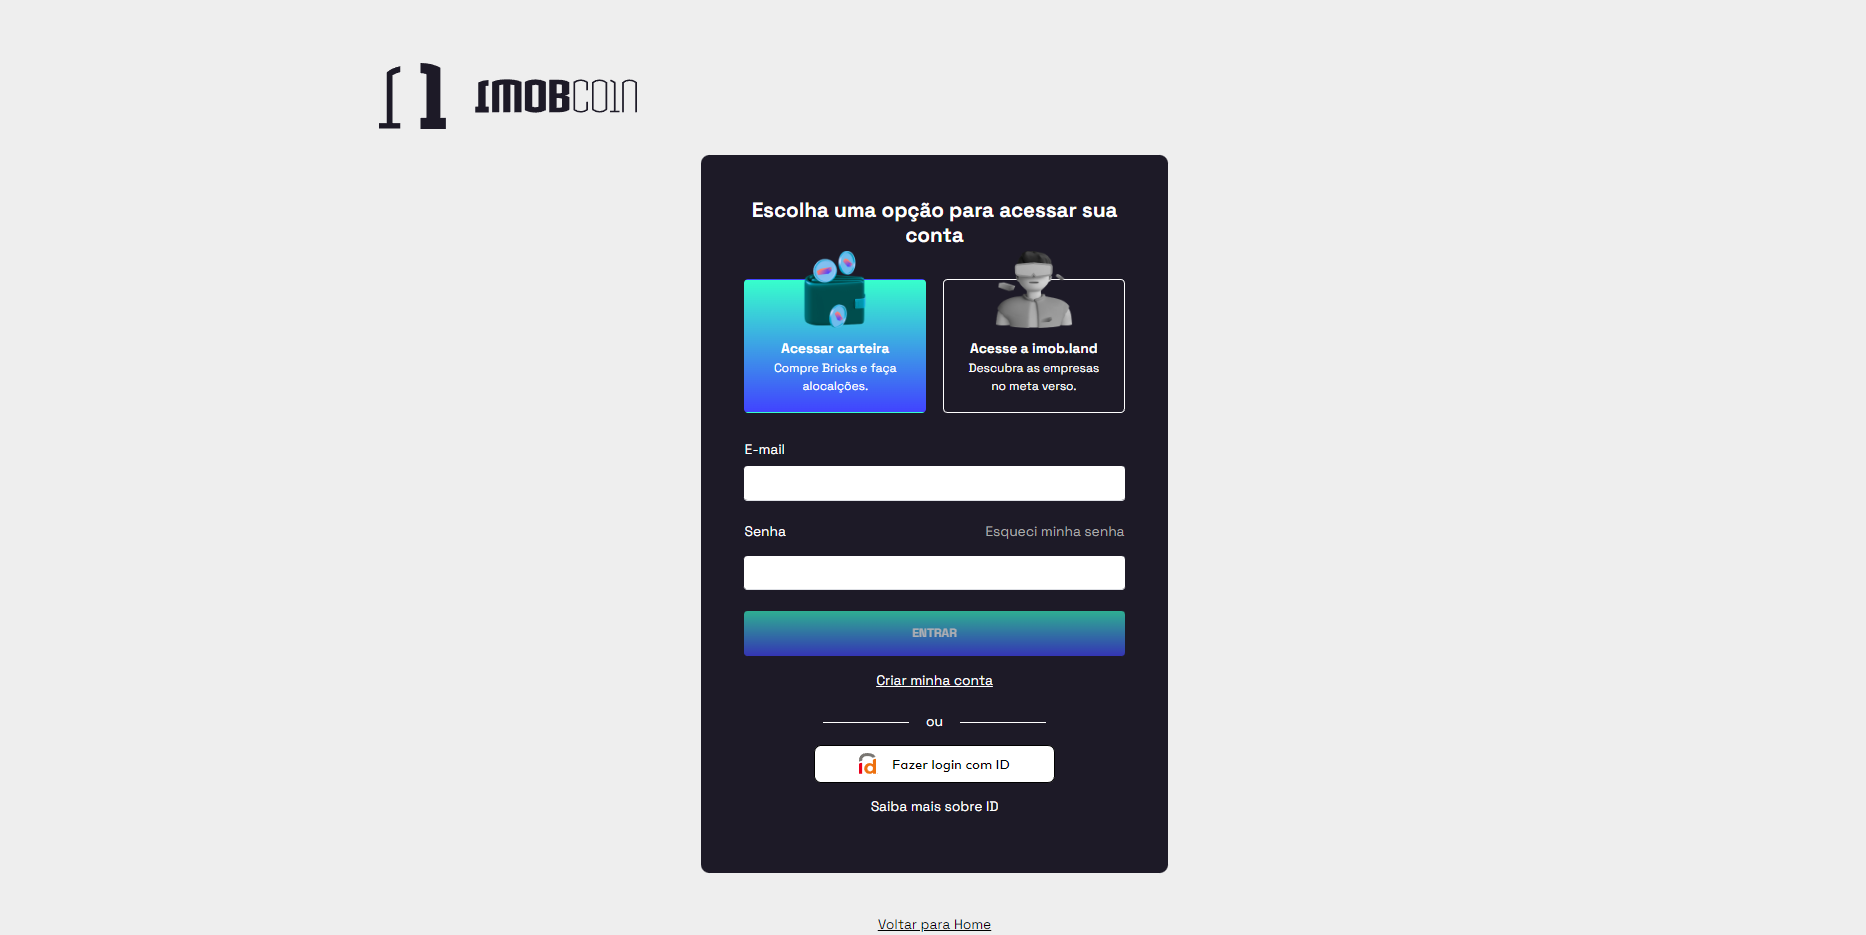 IMOBCOIN
Escolha uma opção para acessar sua
conta
Acessar carteira
Compre Bricks e faça
alocalções.
Acesse a imob.land
Descubra as empresas
no meta verso.
E-mail
Senha
Esqueci minha senha
ENTRAR
Criar minha conta
ou
id
Fazer login com ID
Saiba mais sobre ID
Voltar para Home